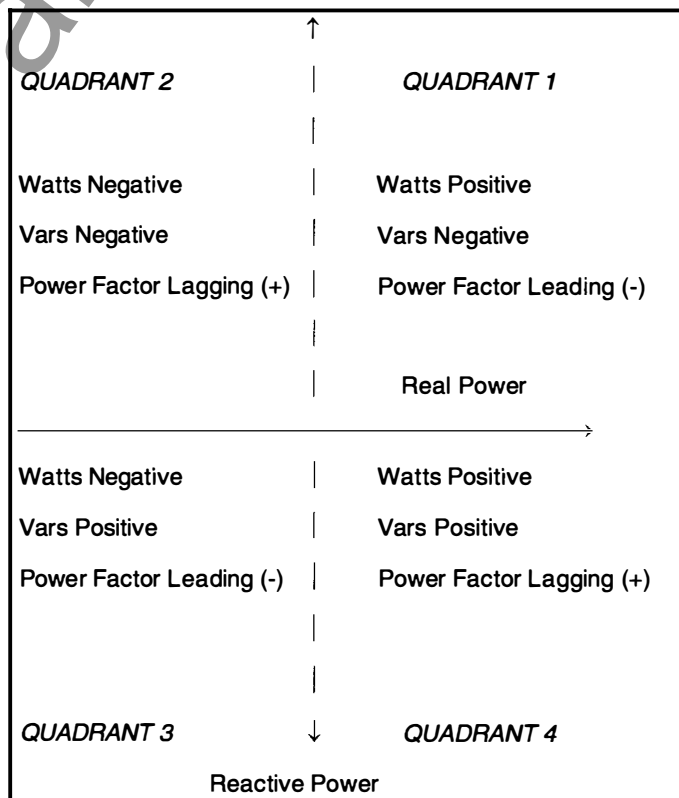 QUADRANT 2 QUADRANT 1
Watts Negative Watts Positive
Vars Negative Vars Negative
Power Factor Lagging (+) Power Factor Leading (-)
Real Power
Watts Negative Watts Positive
Vars Positive Vars Positive
Power Factor Leading (-) Power Factor Lagging (+)
QUADRANT 3 QUADRANT 4
Reactive Power